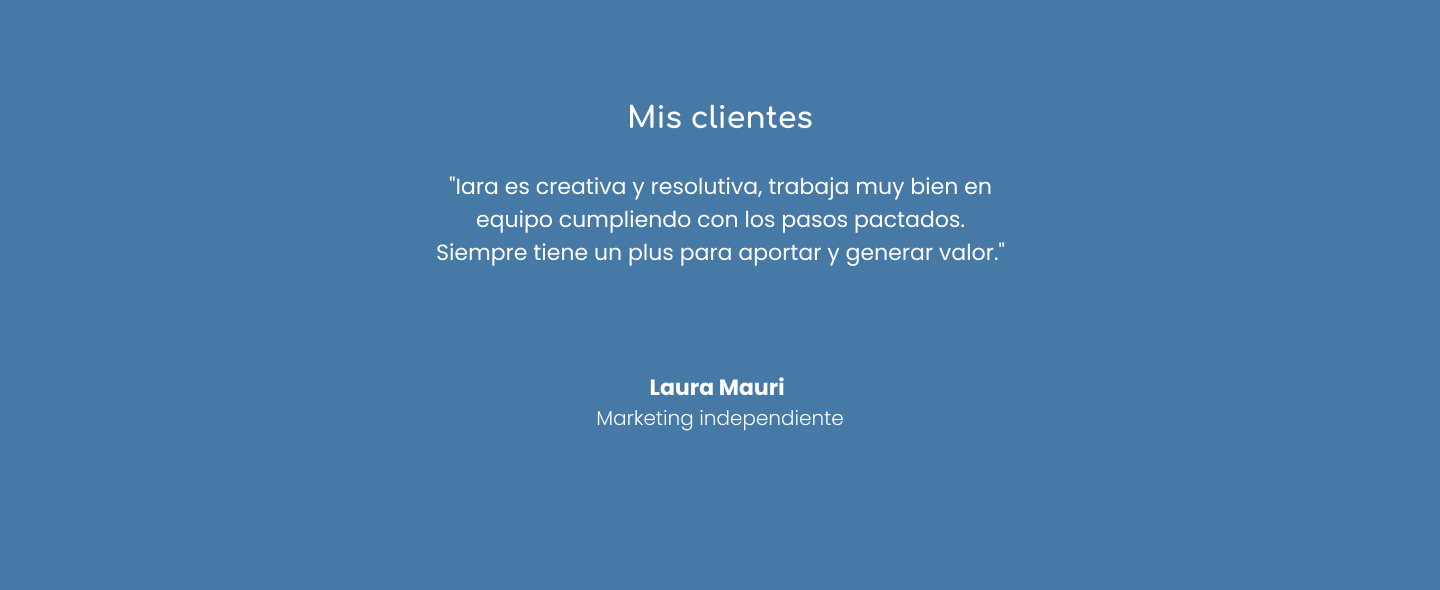 Mis clientes
"Iara es creativa y resolutiva, trabaja muy bien en
equipo cumpliendo con los pasos pactados.
Siempre tiene un plus para aportar y generar valor."
Laura Mauri
Marketing independiente